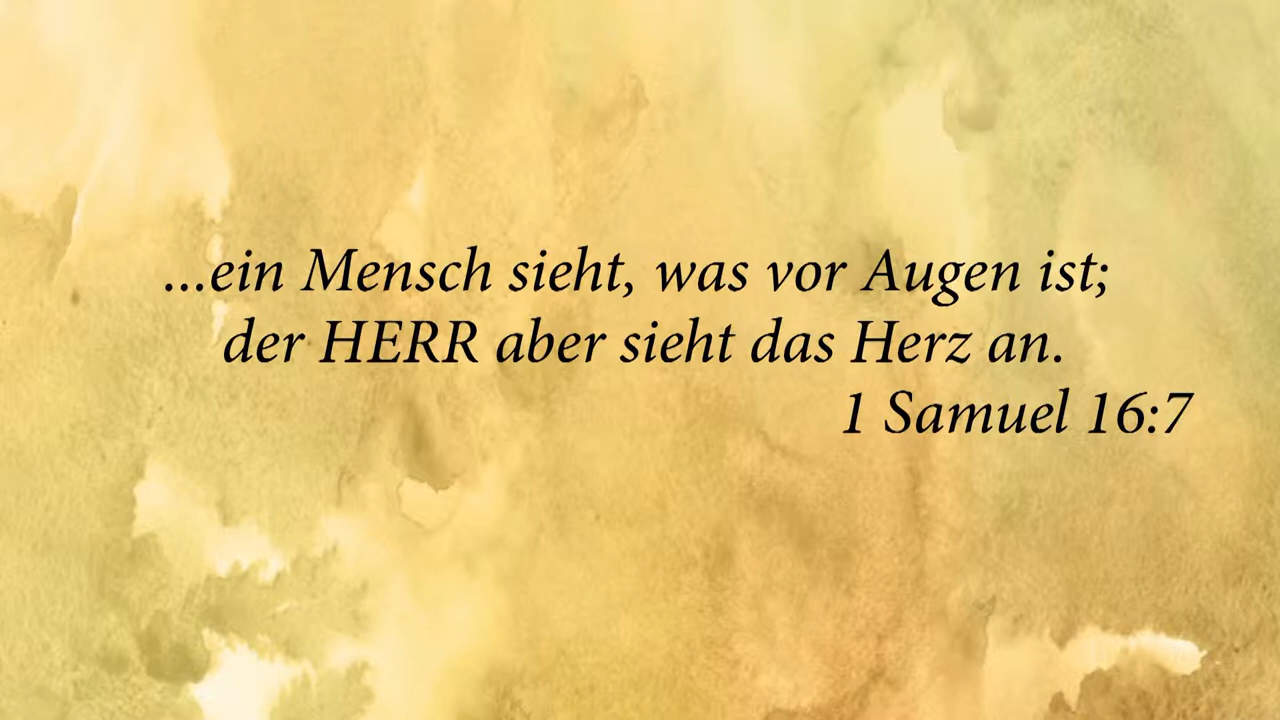 ...ein Mensch sieht, was vor Augen ist;
der HERR aber sieht das Herz an.
1 Samuel 16:7